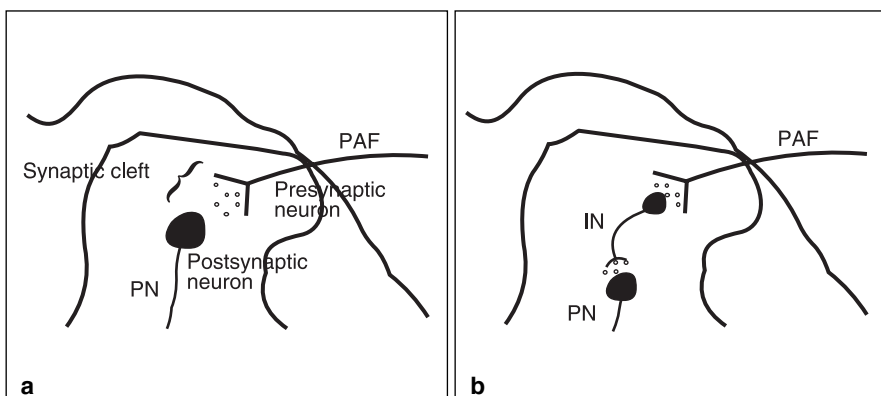 PAF
Synaptic cleft
Presynaptic
neuron
Postsynaptic
neuron
PN
a
PAF
IN
PN
b